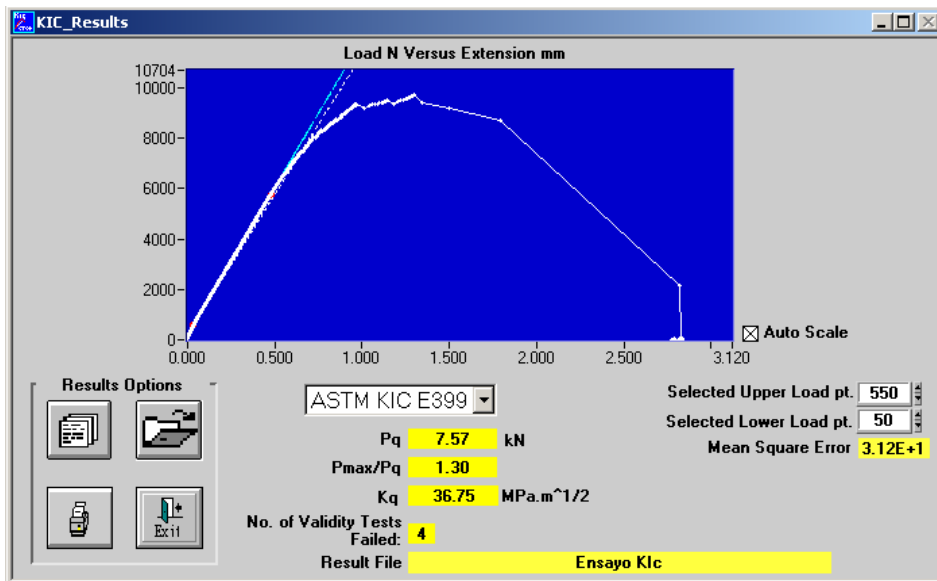 KIC_Results
Load N Versus Extension mm
10704
10000
8000
6000
4000
2000
0
0.000 0.500 1.000 1.500 2.000 2.500 3.120
Auto Scale
Results Options
Exit
ASTM KIC E399
Pq 7.57 kN
Pmax/Pq 1.30
Kq 36.75 MPa.m^1/2
No. of Validity Tests
Failed: 4
Result File Ensayo KIc
Selected Upper Load pt. 550
Selected Lower Load pt. 50
Mean Square Error 3.12E+1